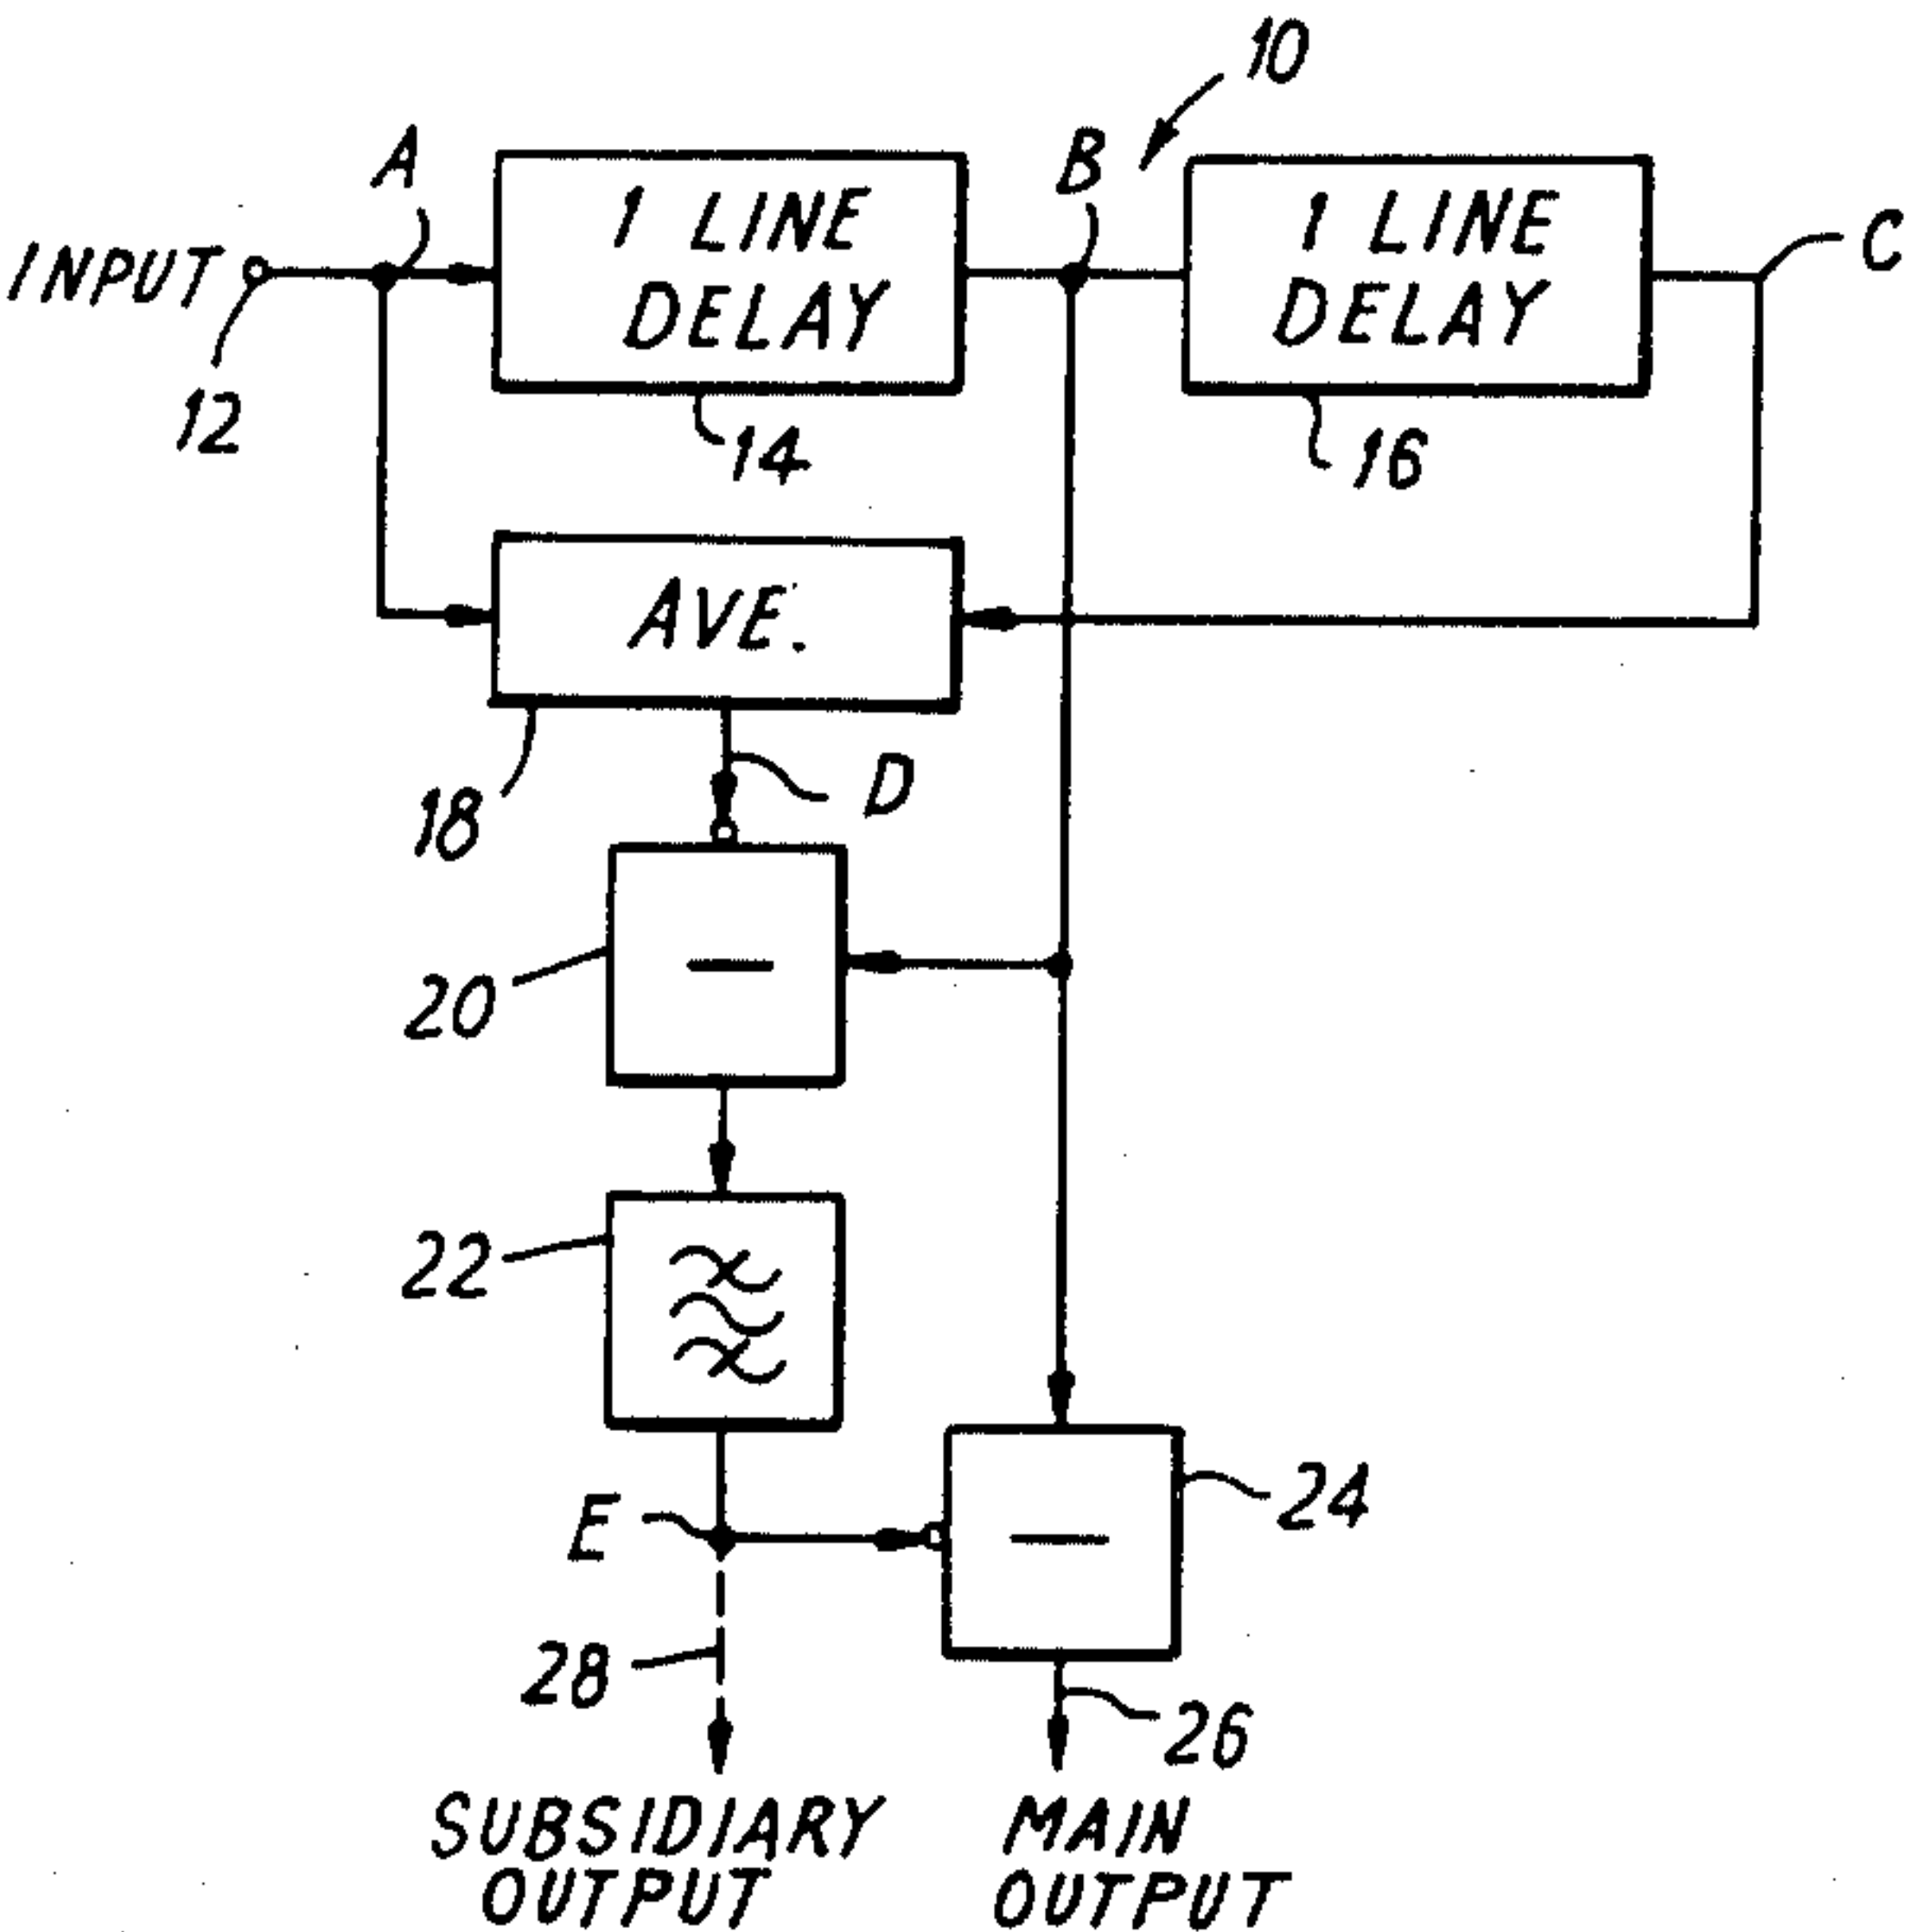 10
A
B
1 LINE
DELAY
1 LINE
DELAY
C
INPUT
12
14
16
AVE.
18
D
20
−
22
E
24
−
28
26
SUBSIDIARY
OUTPUT
MAIN
OUTPUT